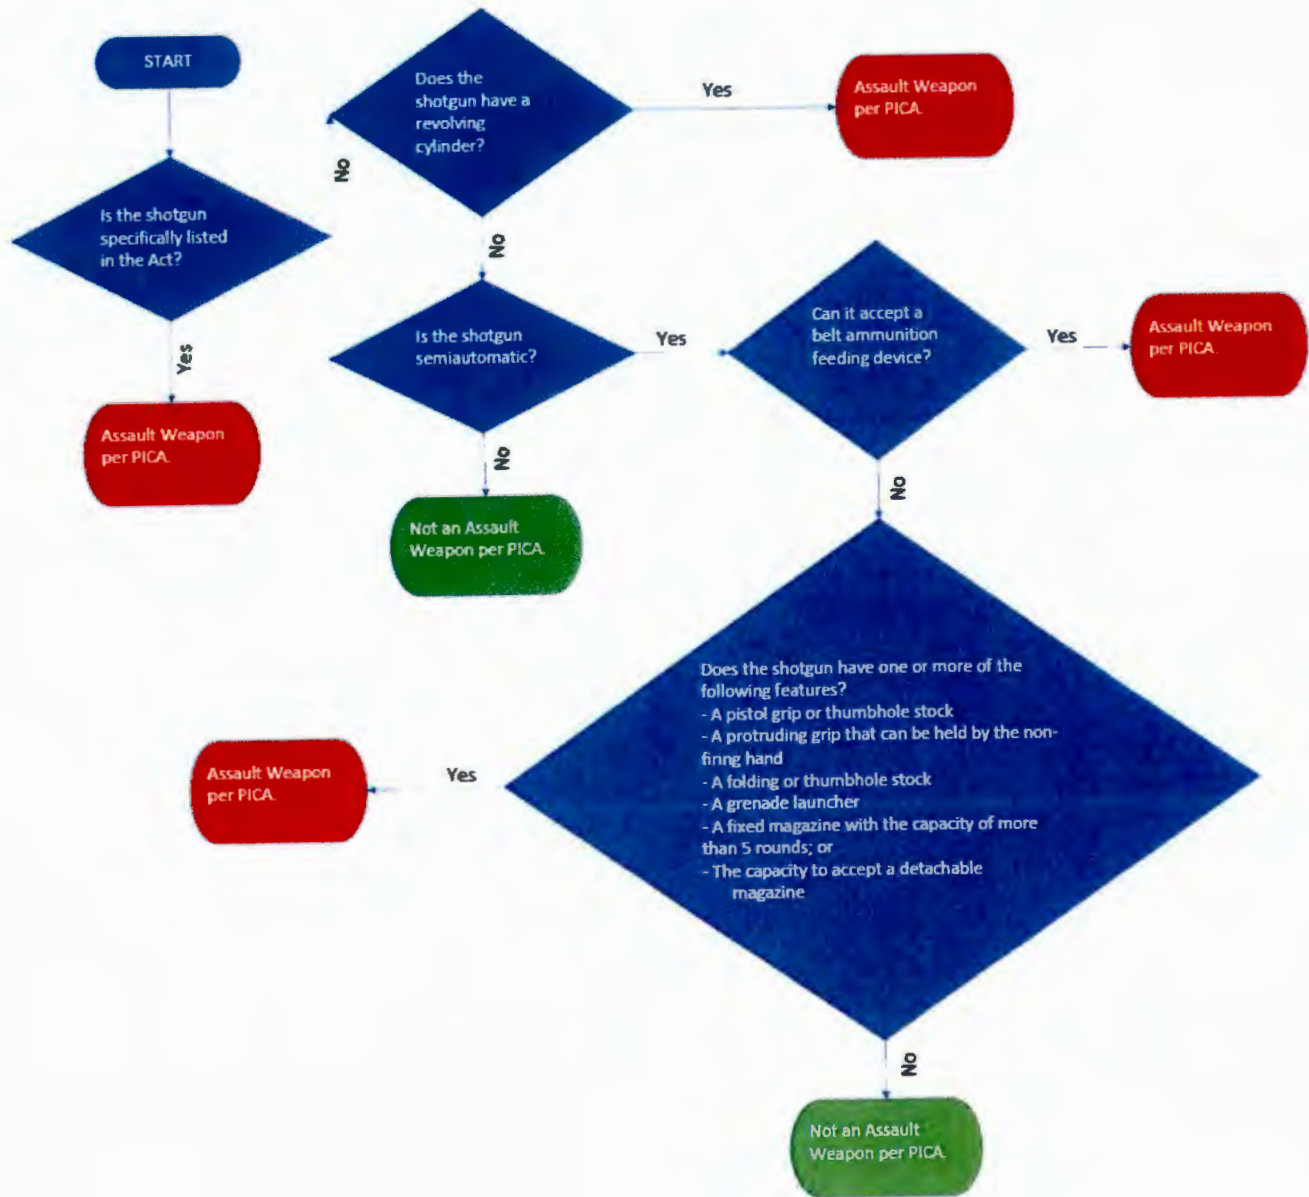 START
Is the shotgun
specifically listed
in the Act?
Yes
Assault Weapon
per PICA.
No
Does the
shotgun have a
revolving
cylinder?
Yes
Assault Weapon
per PICA.
No
Is the shotgun
semiautomatic?
No
Not an Assault
Weapon per PICA.
Yes
Can it accept a
belt ammunition
feeding device?
Yes
Assault Weapon
per PICA.
No
Does the shotgun have one or more of the
following features?
- A pistol grip or thumbhole stock
- A protruding grip that can be held by the non-
firing hand
- A folding or thumbhole stock
- A grenade launcher
- A fixed magazine with the capacity of more
than 5 rounds; or
- The capacity to accept a detachable
magazine
Yes
Assault Weapon
per PICA.
No
Not an Assault
Weapon per PICA.